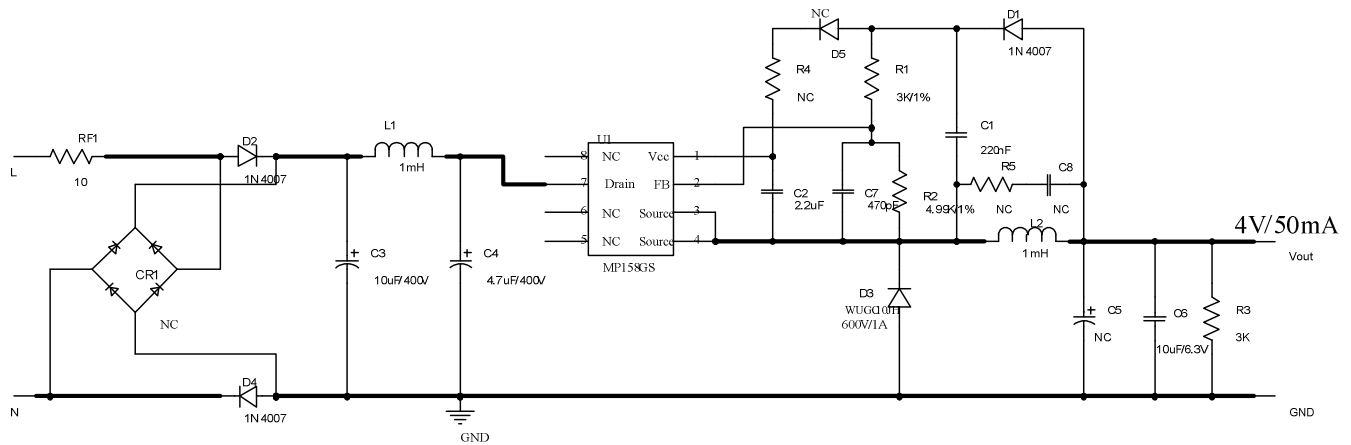 NC
D5
D1
1N4007
R4
NC
R1
3K/1%
C1
220nF
R5
NC
C8
NC
L
RF1
10
D2
1N4007
L1
1mH
U1
8 NC Vcc 1
7 Drain FB 2
6 NC Source 3
5 NC Source 4
MP158GS
C2
2.2uF
C7
470pF
R2
4.99K/1%
L2
1mH
4V/50mA
Vout
CR1
NC
C3
10uF/400V
C4
4.7uF/400V
D3
600V/1A
C5
NC
C6
10uF/6.3V
R3
3K
N
D4
1N4007
GND
GND